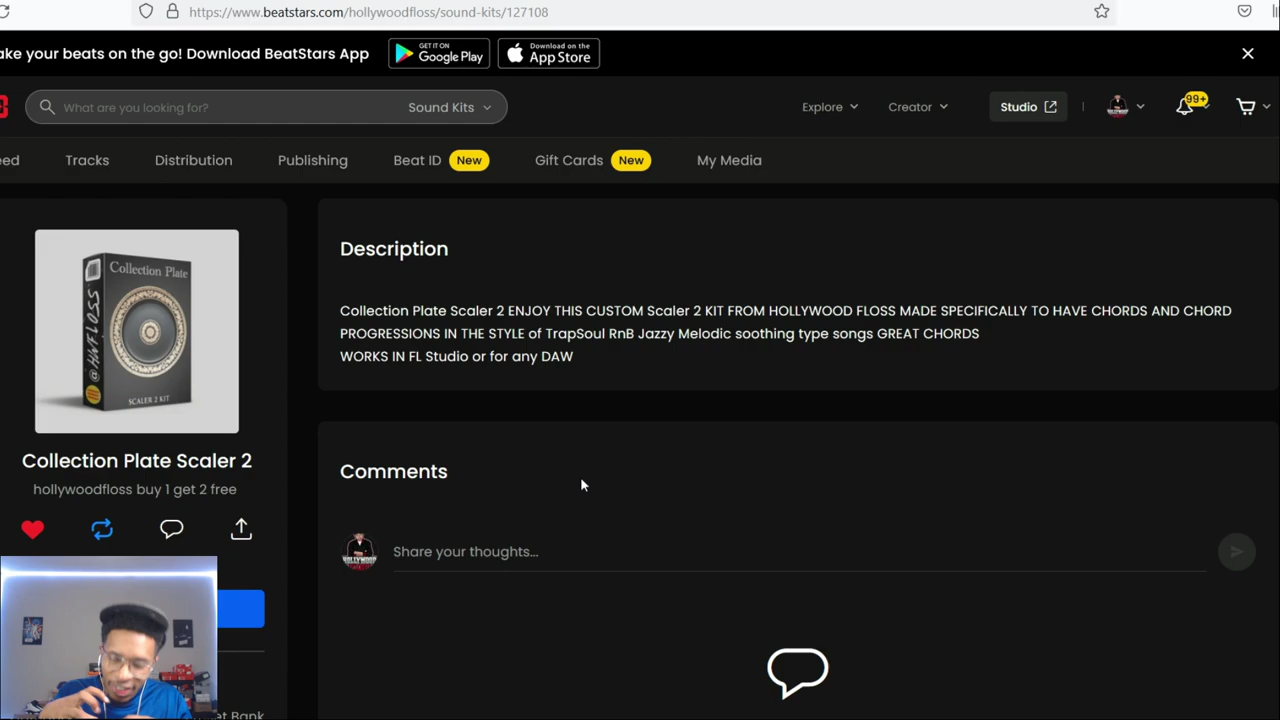 https://www.beatstars.com/hollywoodfloss/sound-kits/127108
ake your beats on the go! Download BeatStars App
GET IT ON
Google Play
Download on the
App Store
What are you looking for?
Sound Kits
Explore
Creator
Studio
99+
eed
Tracks
Distribution
Publishing
Beat ID
New
Gift Cards
New
My Media
Collection Plate
@HWFLOSS
SCALER 2 KIT
Collection Plate Scaler 2
hollywoodfloss buy 1 get 2 free
Description
Collection Plate Scaler 2 ENJOY THIS CUSTOM Scaler 2 KIT FROM HOLLYWOOD FLOSS MADE SPECIFICALLY TO HAVE CHORDS AND CHORD
PROGRESSIONS IN THE STYLE of TrapSoul RnB Jazzy Melodic soothing type songs GREAT CHORDS
WORKS IN FL Studio or for any DAW
Comments
HOLLYWOOD
Share your thoughts...
et Bank